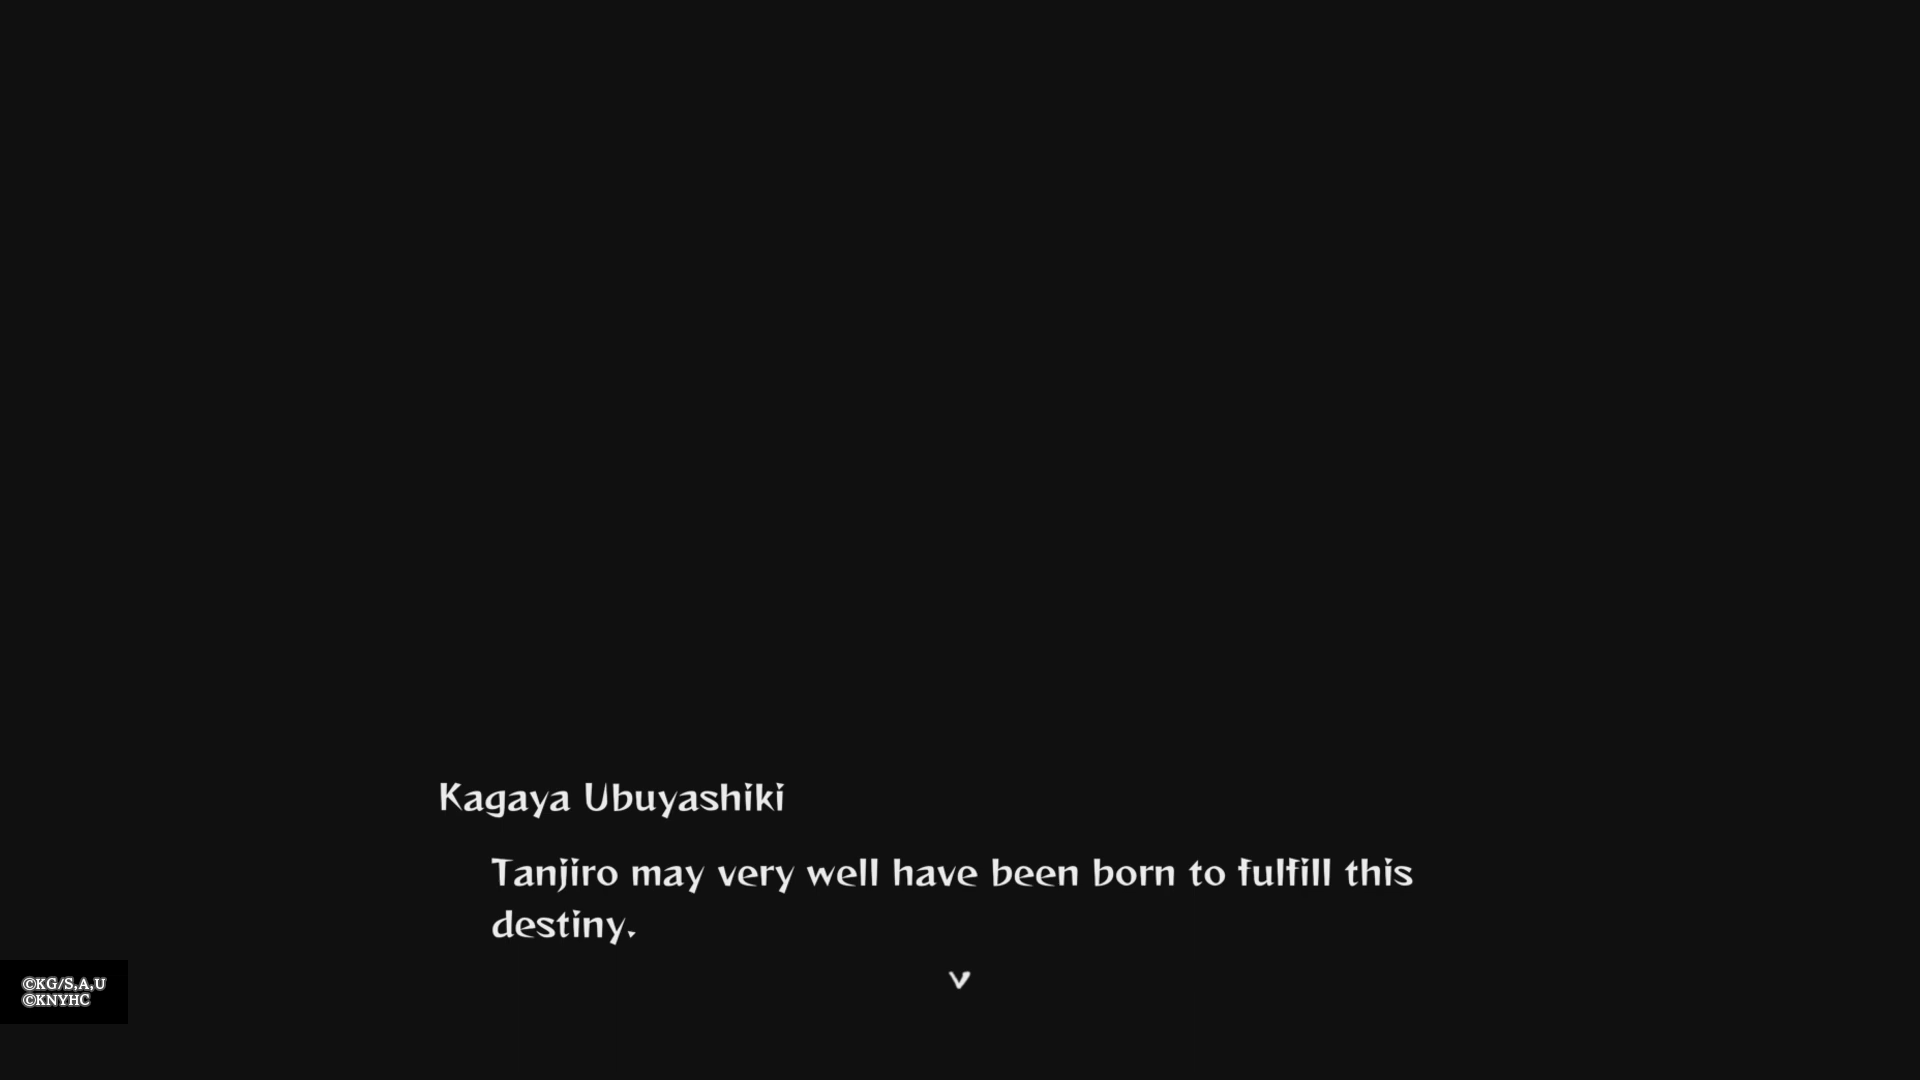 Kagaya Ubuyashiki
Tanjiro may very well have been born to fulfill this
destiny.
©KG/S,A,U
©KNYHC